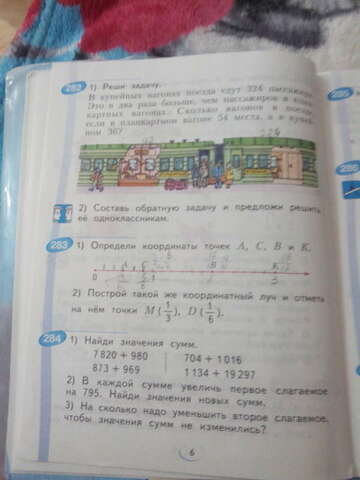 282 1) Реши задачу.
В купейных вагонах поезда едут 324 пассажира.
Это в два раза больше, чем пассажиров в плац-
картных вагонах. Сколько вагонов в поезде,
если в плацкартном вагоне 54 места, а в купей-
ном 36?
2) Составь обратную задачу и предложи решить
её одноклассникам.
283 1) Определи координаты точек A, C, B и K.
A C B K
0 1
2) Построй такой же координатный луч и отметь
на нём точки M(1/3), D(1/6).
284 1) Найди значения сумм.
7 820 + 980 704 + 1 016
873 + 969 1 134 + 19 297
2) В каждой сумме увеличь первое слагаемое
на 795. Найди значения новых сумм.
3) На сколько надо уменьшить второе слагаемое,
чтобы значения сумм не изменились?
6
285
286